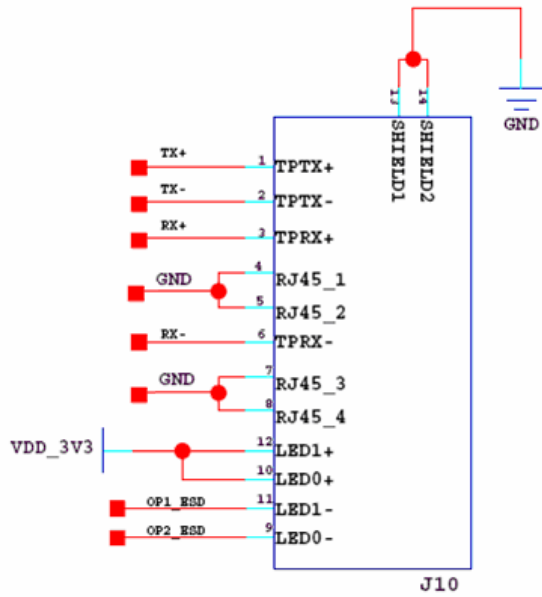 13 14
SHIELD1 SHIELD2
GND
TX+ 1 TPTX+
TX- 2 TPTX-
RX+ 3 TPRX+
4 RJ45_1
GND
5 RJ45_2
RX- 6 TPRX-
7 RJ45_3
GND
8 RJ45_4
VDD_3V3 12 LED1+
10 LED0+
OP1_ESD 11 LED1-
OP2_ESD 9 LED0-
J10